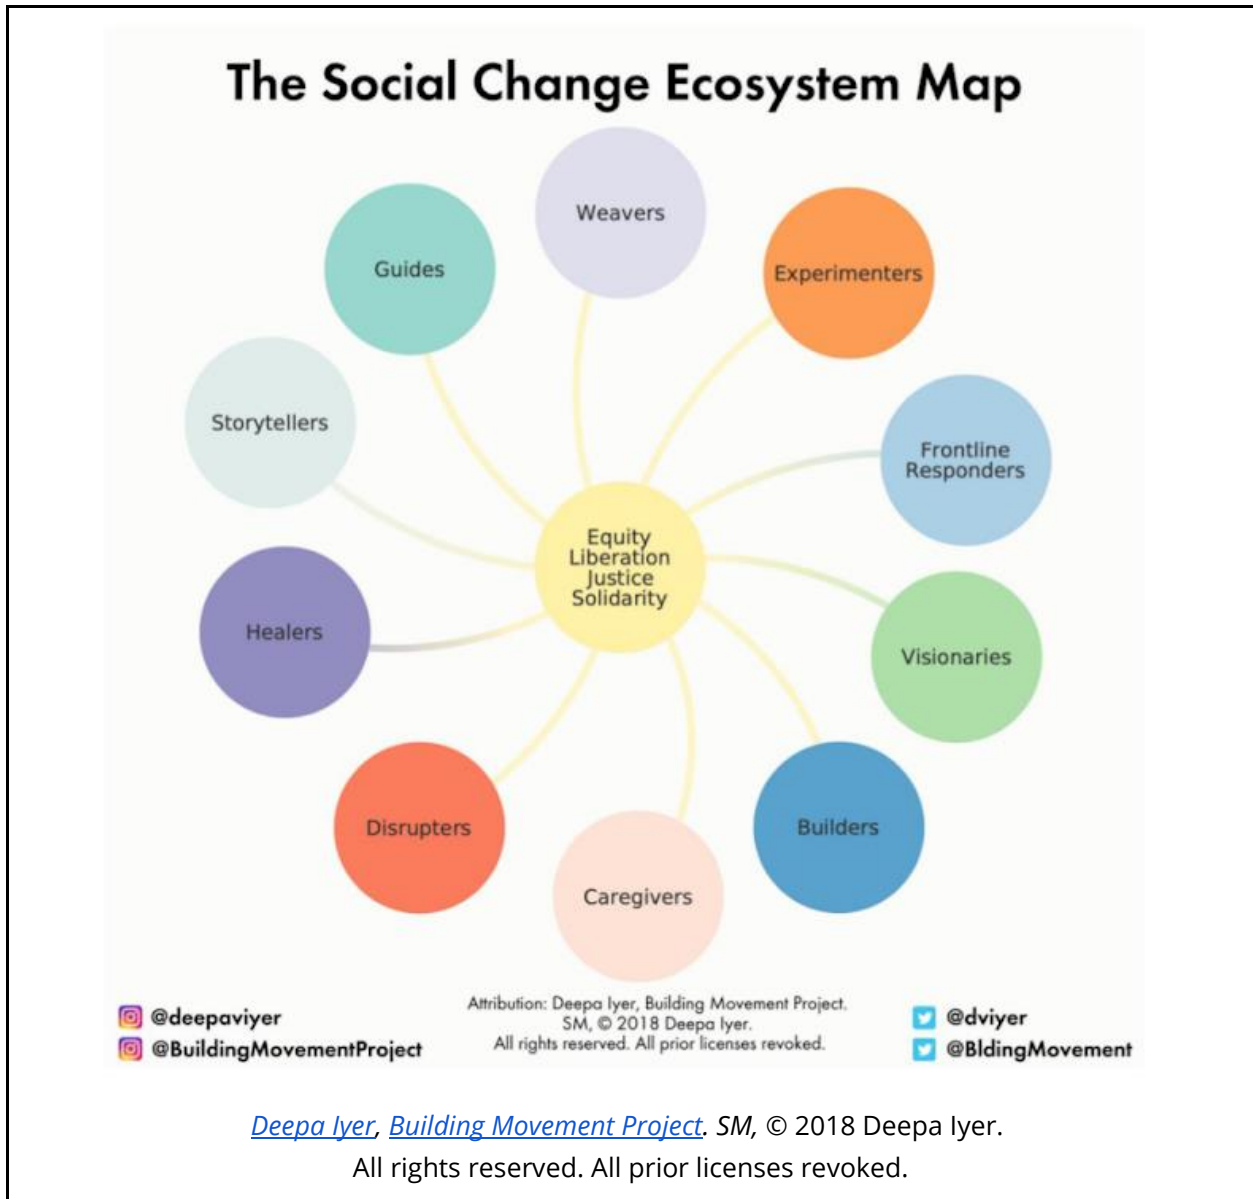 The Social Change Ecosystem Map
Weavers
Guides
Experimenters
Storytellers
Frontline
Responders
Equity
Liberation
Justice
Solidarity
Healers
Visionaries
Disrupters
Builders
Caregivers
@deepaviyer
@BuildingMovementProject
Attribution: Deepa Iyer, Building Movement Project.
SM, © 2018 Deepa Iyer.
All rights reserved. All prior licenses revoked.
@dviyer
@BldingMovement
Deepa Iyer, Building Movement Project. SM, © 2018 Deepa Iyer.
All rights reserved. All prior licenses revoked.